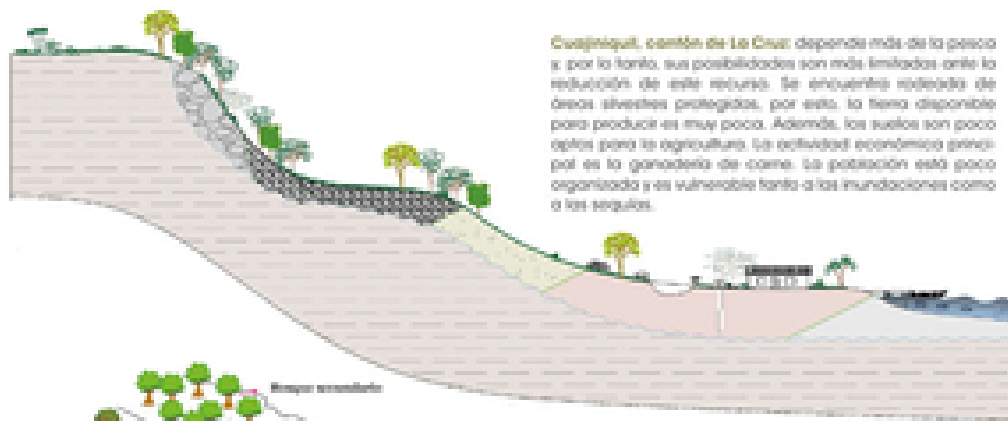 Cuajiniquil, cantón de La Cruz: depende más de la pesca
y, por lo tanto, sus posibilidades son más limitadas ante la
reducción de este recurso. Se encuentra rodeada de
áreas silvestres protegidas, por esto, la tierra disponible
para producir es muy poca. Además, los suelos son poco
aptos para la agricultura. La actividad económica princi-
pal es la ganadería de carne. La población está poco
organizada y es vulnerable tanto a las inundaciones como
a las sequías.
Bosque secundario